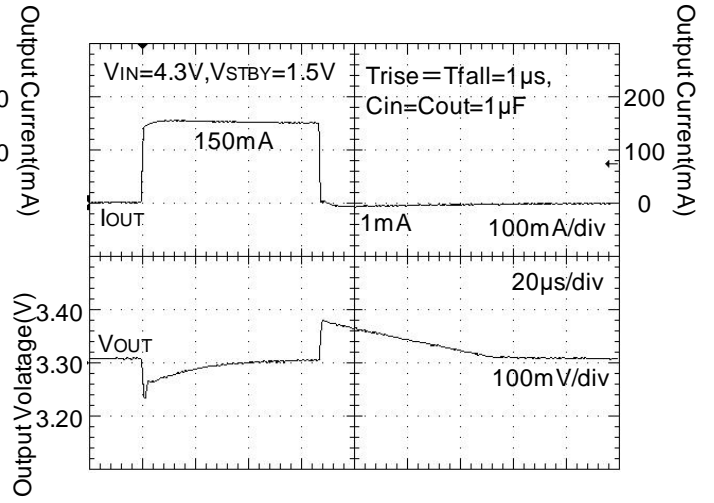 Output Current(mA)
0
0
VIN=4.3V,VSTBY=1.5V
Trise＝Tfall=1µs,
Cin=Cout=1µF
150mA
IOUT
1mA
100mA/div
200
100
0
Output Current(mA)
20µs/div
VOUT
100mV/div
3.40
3.30
3.20
Output Volatage(V)